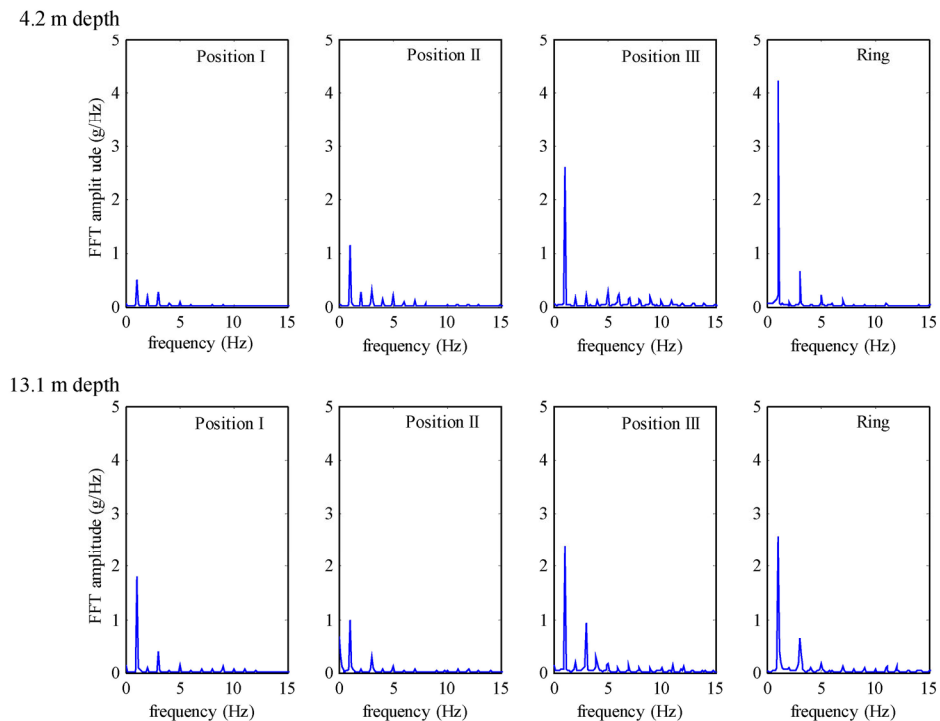 4.2 m depth
Position I
Position II
Position III
Ring
FFT amplit ude (g/Hz)
5
4
3
2
1
0
0 5 10 15
frequency (Hz)
5
4
3
2
1
0
0 5 10 15
frequency (Hz)
5
4
3
2
1
0
0 5 10 15
frequency (Hz)
5
4
3
2
1
0
0 5 10 15
frequency (Hz)
13.1 m depth
Position I
Position II
Position III
Ring
FFT amplitude (g/Hz)
5
4
3
2
1
0
0 5 10 15
frequency (Hz)
5
4
3
2
1
0
0 5 10 15
frequency (Hz)
5
4
3
2
1
0
0 5 10 15
frequency (Hz)
5
4
3
2
1
0
0 5 10 15
frequency (Hz)